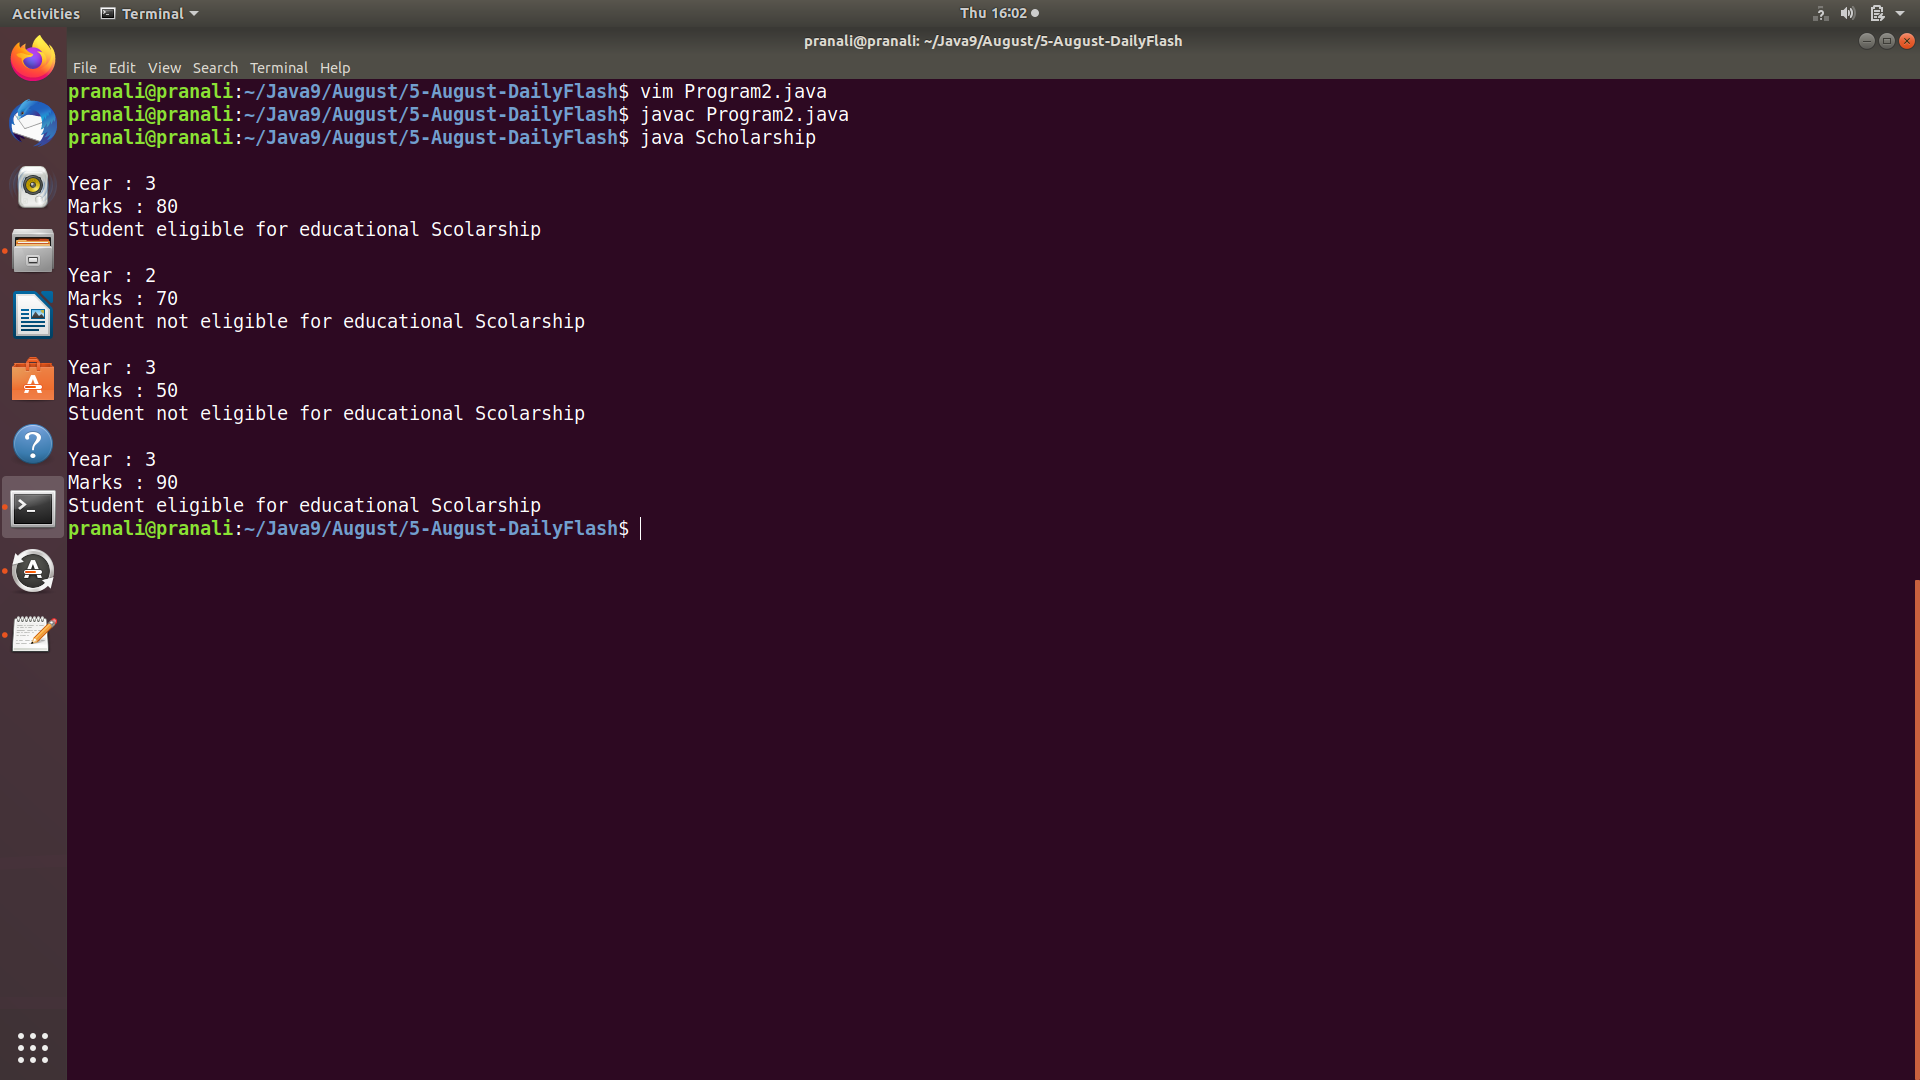 Activities Terminal Thu 16:02
pranali@pranali: ~/Java9/August/5-August-DailyFlash
File Edit View Search Terminal Help
pranali@pranali:~/Java9/August/5-August-DailyFlash$ vim Program2.java
pranali@pranali:~/Java9/August/5-August-DailyFlash$ javac Program2.java
pranali@pranali:~/Java9/August/5-August-DailyFlash$ java Scholarship
Year : 3
Marks : 80
Student eligible for educational Scolarship
Year : 2
Marks : 70
Student not eligible for educational Scolarship
Year : 3
Marks : 50
Student not eligible for educational Scolarship
Year : 3
Marks : 90
Student eligible for educational Scolarship
pranali@pranali:~/Java9/August/5-August-DailyFlash$